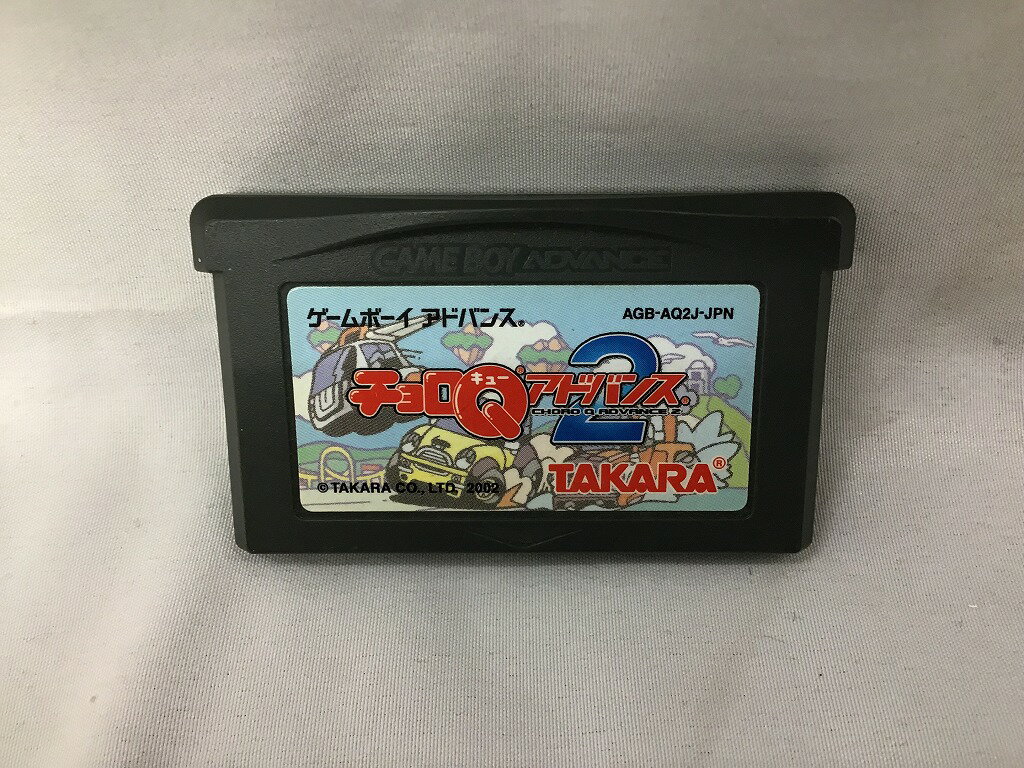 GAME BOY ADVANCE
ゲームボーイ アドバンス® AGB-AQ2J-JPN
チョロQ キュー アドバンス®2
CHORO Q ADVANCE 2
TAKARA®
© TAKARA CO., LTD. 2002